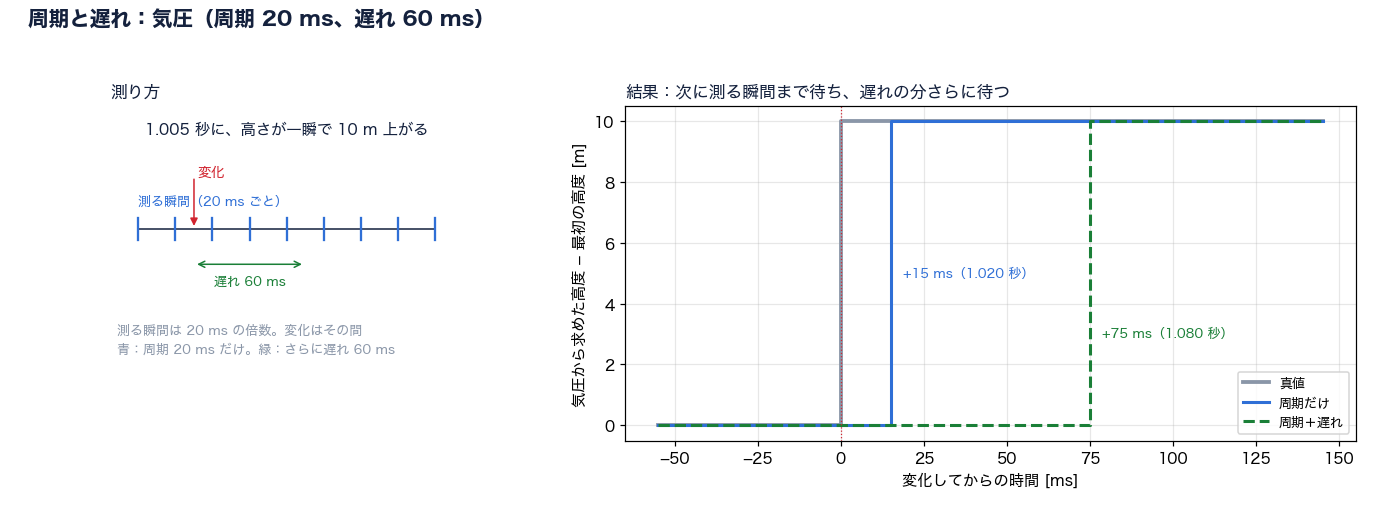 周期と遅れ：気圧（周期 20 ms、遅れ 60 ms）
測り方
1.005 秒に、高さが一瞬で 10 m 上がる
変化
測る瞬間（20 ms ごと）
遅れ 60 ms
測る瞬間は 20 ms の倍数。変化はその間
青：周期 20 ms だけ。緑：さらに遅れ 60 ms
結果：次に測る瞬間まで待ち、遅れの分さらに待つ
気圧から求めた高度 − 最初の高度 [m]
10
8
6
4
2
0
+15 ms（1.020 秒）
+75 ms（1.080 秒）
真値
周期だけ
周期＋遅れ
−50 −25 0 25 50 75 100 125 150
変化してからの時間 [ms]